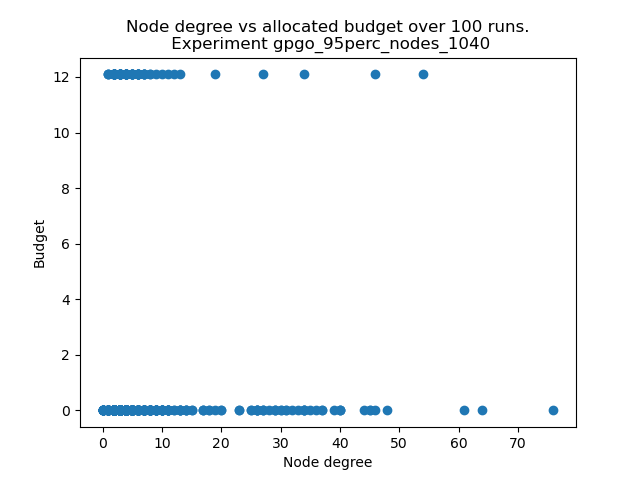 Node degree vs allocated budget over 100 runs.
Experiment gpgo_95perc_nodes_1040
12
10
8
6
4
2
0
Budget
0 10 20 30 40 50 60 70
Node degree